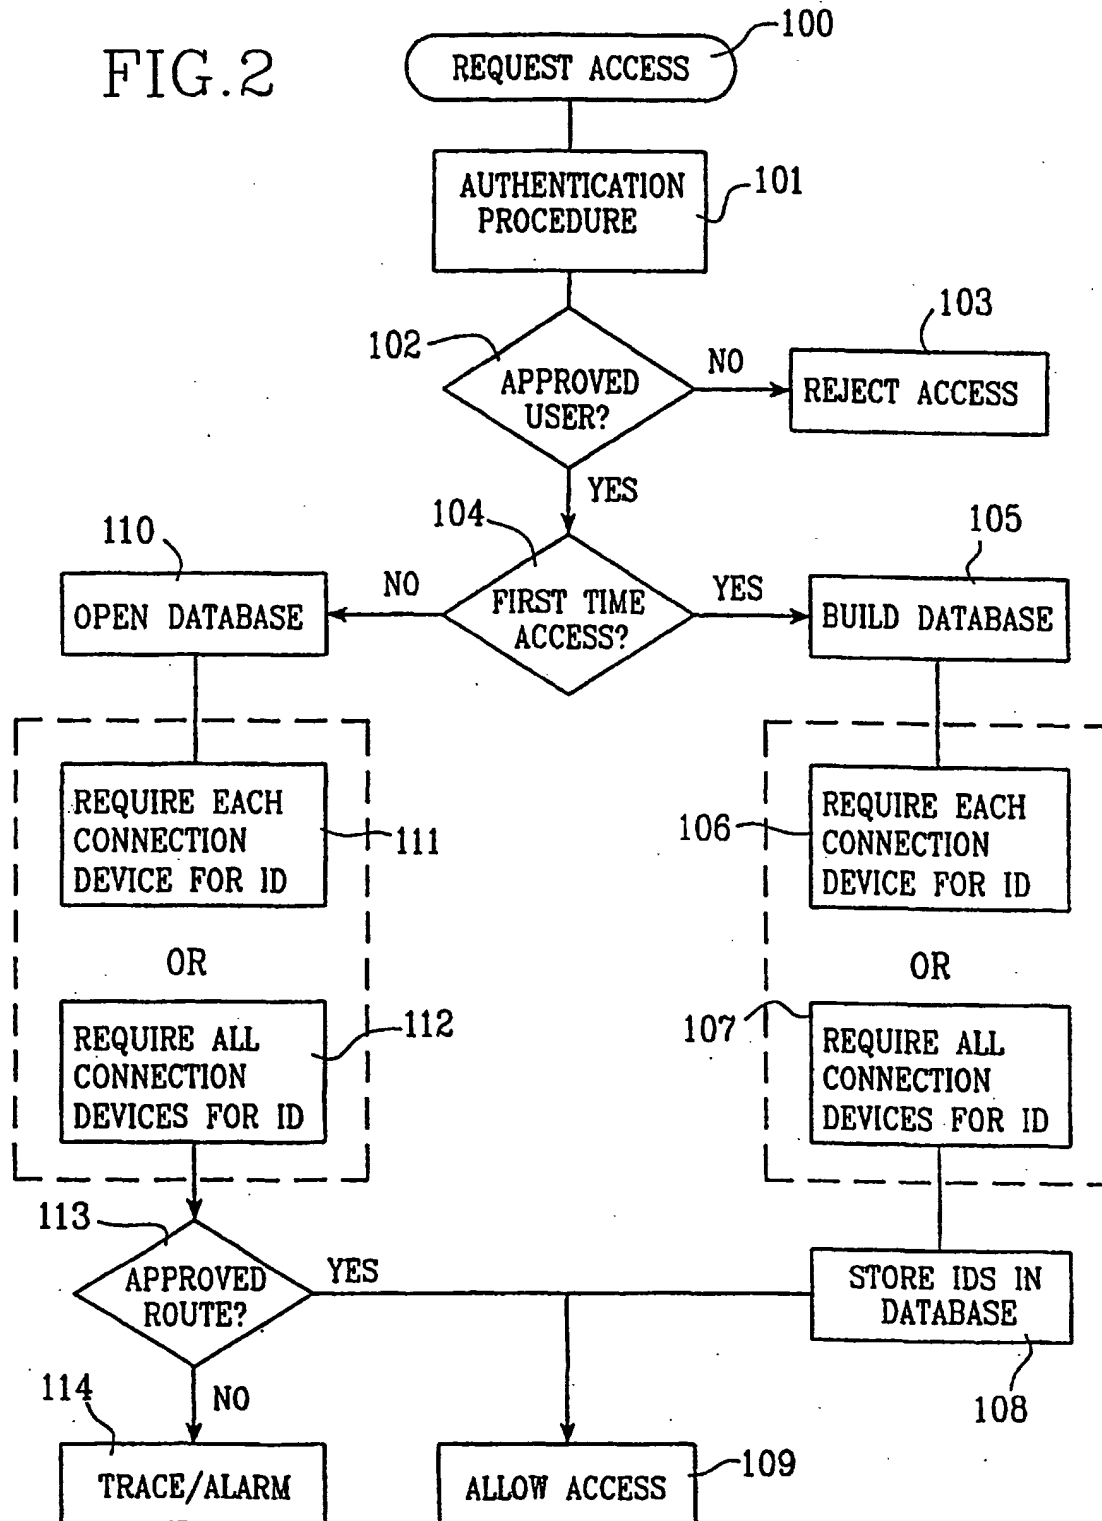 FIG.2
100
REQUEST ACCESS
AUTHENTICATION
PROCEDURE
101
102
APPROVED
USER?
NO
103
REJECT ACCESS
YES
104
FIRST TIME
ACCESS?
NO
YES
110
OPEN DATABASE
105
BUILD DATABASE
REQUIRE EACH
CONNECTION
DEVICE FOR ID
111
OR
REQUIRE ALL
CONNECTION
DEVICES FOR ID
112
106
REQUIRE EACH
CONNECTION
DEVICE FOR ID
OR
107
REQUIRE ALL
CONNECTION
DEVICES FOR ID
113
APPROVED
ROUTE?
YES
STORE IDS IN
DATABASE
108
NO
114
TRACE/ALARM
ALLOW ACCESS
109